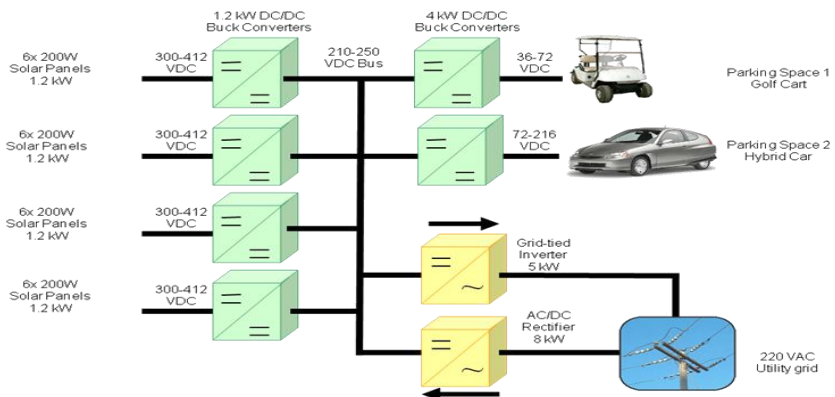 1.2 kW DC/DC
Buck Converters
4 kW DC/DC
Buck Converters
6x 200W
Solar Panels
1.2 kW
300-412
VDC
210-250
VDC Bus
36-72
VDC
Parking Space 1
Golf Cart
6x 200W
Solar Panels
1.2 kW
300-412
VDC
72-216
VDC
Parking Space 2
Hybrid Car
6x 200W
Solar Panels
1.2 kW
300-412
VDC
Grid-tied
Inverter
5 kW
6x 200W
Solar Panels
1.2 kW
300-412
VDC
AC/DC
Rectifier
8 kW
220 VAC
Utility grid